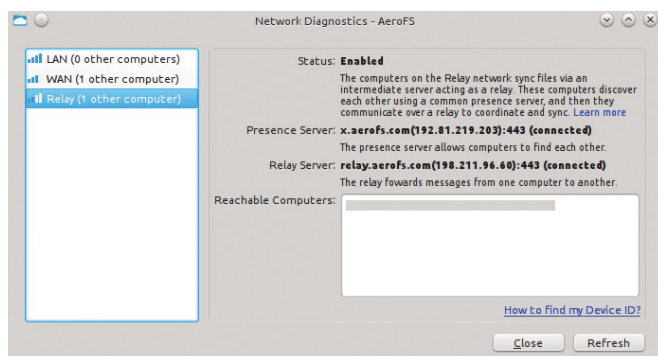 Network Diagnostics - AeroFS
LAN (0 other computers)
WAN (1 other computer)
Relay (1 other computer)
Status: Enabled
The computers on the Relay network sync files via an
intermediate server acting as a relay. These computers discover
each other using a common presence server, and then they
communicate over a relay to coordinate and sync. Learn more
Presence Server: x.aerofs.com(192.81.219.203):443 (connected)
The presence server allows computers to find each other.
Relay Server: relay.aerofs.com(198.211.96.60):443 (connected)
The relay fowards messages from one computer to another.
Reachable Computers:
How to find my Device ID?
Close Refresh